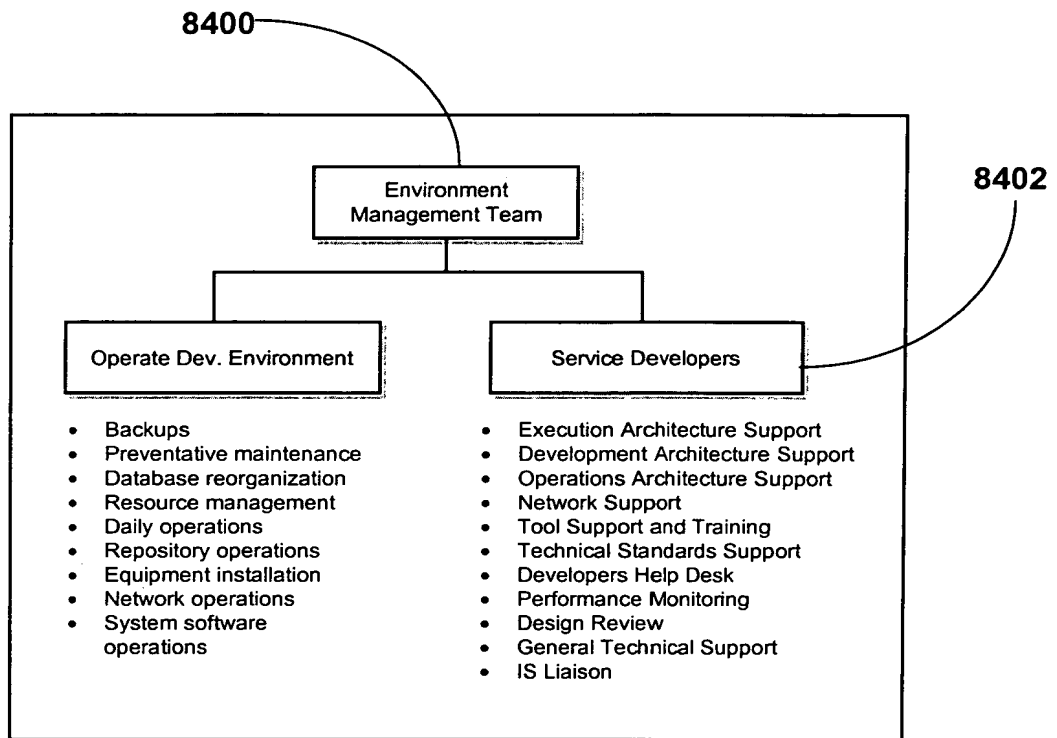 8400
8402
Environment
Management Team
Operate Dev. Environment
• Backups
• Preventative maintenance
• Database reorganization
• Resource management
• Daily operations
• Repository operations
• Equipment installation
• Network operations
• System software
operations
Service Developers
• Execution Architecture Support
• Development Architecture Support
• Operations Architecture Support
• Network Support
• Tool Support and Training
• Technical Standards Support
• Developers Help Desk
• Performance Monitoring
• Design Review
• General Technical Support
• IS Liaison